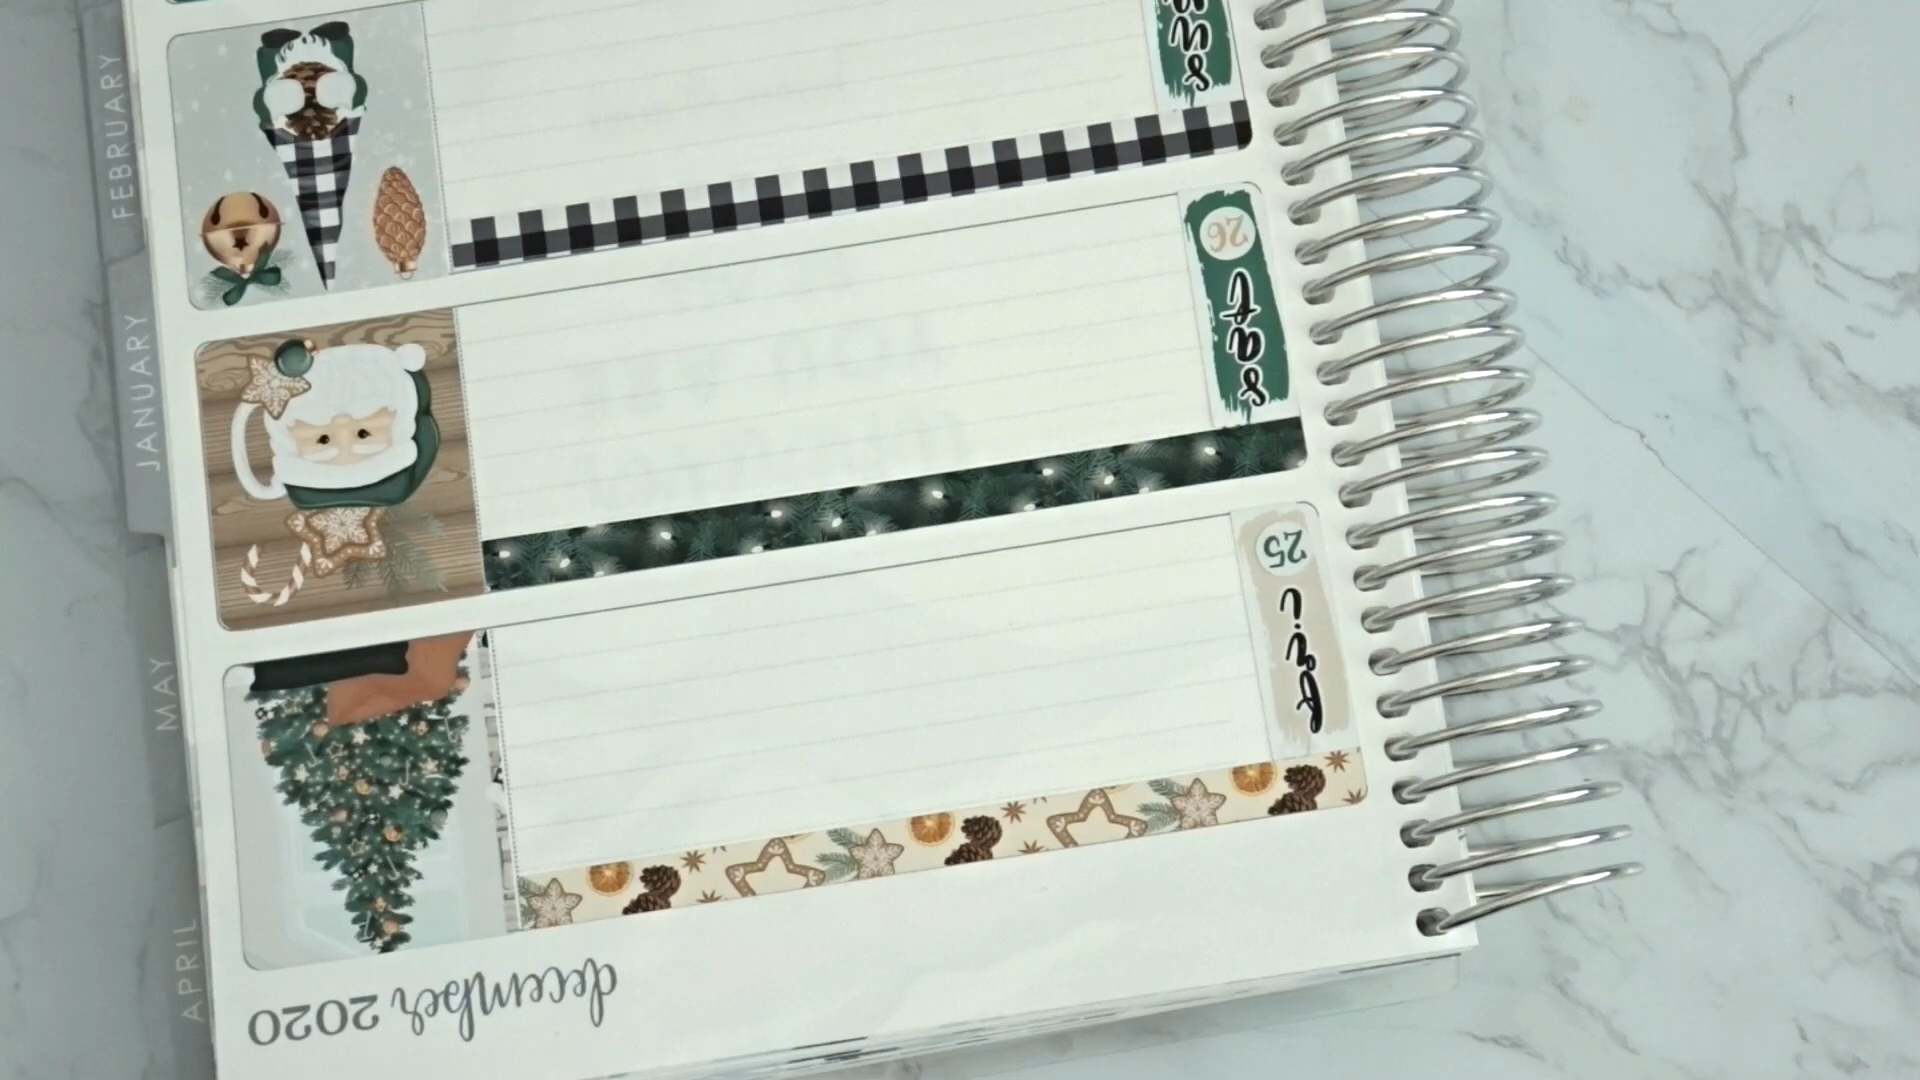 december 2020
25
fri.
26
sat
sun
FEBRUARY
JANUARY
MAY
APRIL